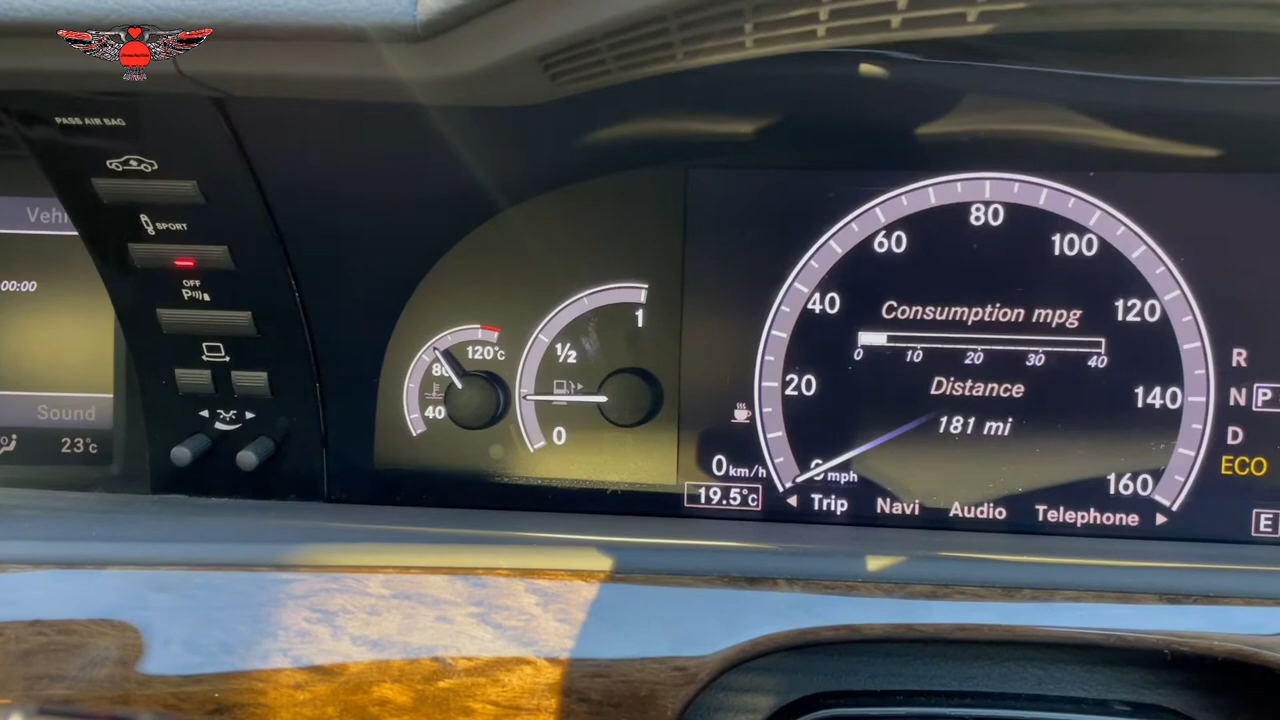 PASS AIR BAG
Vehi
SPORT
00:00
OFF
P
Sound
23°c
120°c
80
40
1
½
0
80
60
100
40
120
20
140
0 mph
160
Consumption mpg
0 10 20 30 40
Distance
181 mi
0 km/h
19.5°c
Trip Navi Audio Telephone
R
N P
D
ECO
E